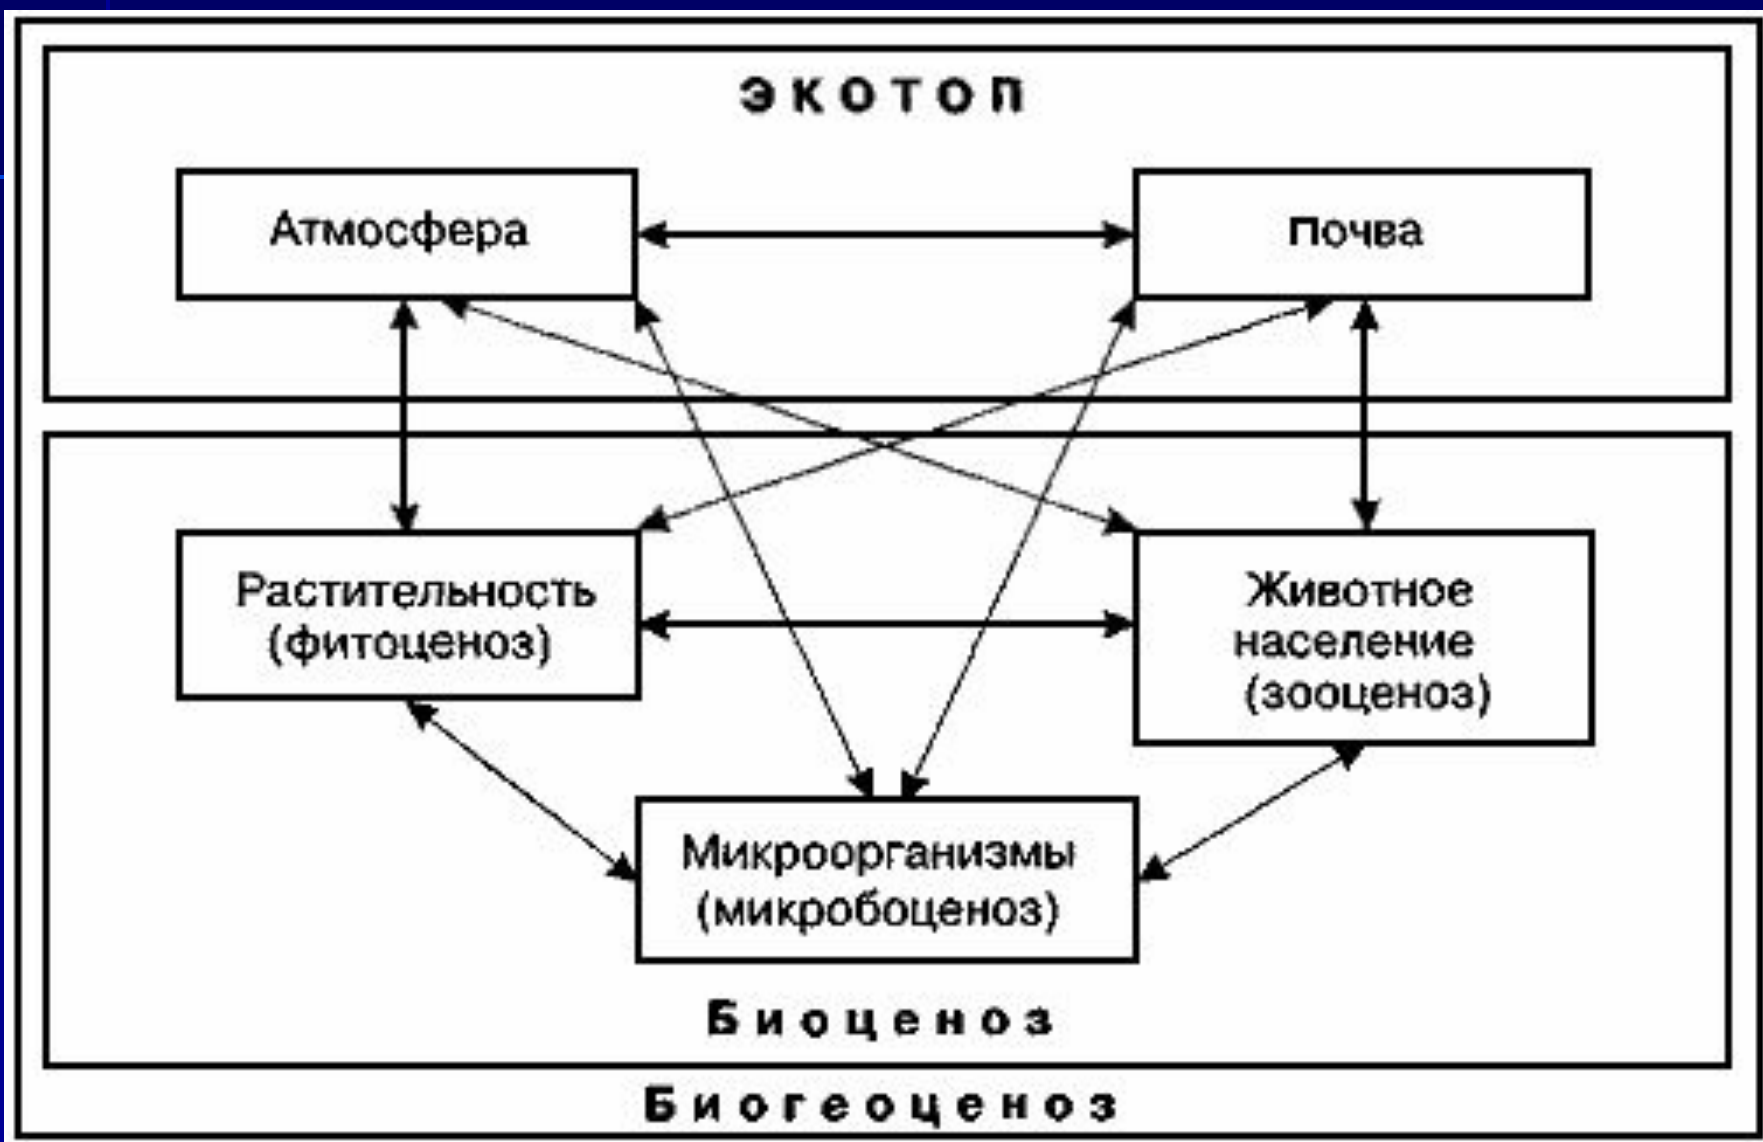 ЭКОТОП
Атмосфера
Почва
Растительность
(фитоценоз)
Животное
население
(зооценоз)
Микроорганизмы
(микробоценоз)
Биоценоз
Биогеоценоз